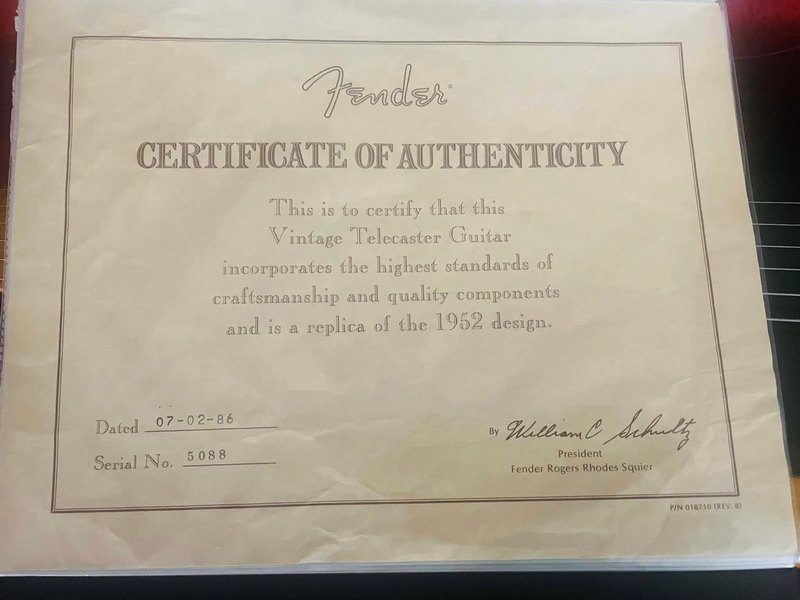 Fender®
CERTIFICATE OF AUTHENTICITY
This is to certify that this
Vintage Telecaster Guitar
incorporates the highest standards of
craftsmanship and quality components
and is a replica of the 1952 design.
Dated 07-02-86
Serial No. 5088
By William C Schultz
President
Fender Rogers Rhodes Squier
P/N 018710 (REV. B)